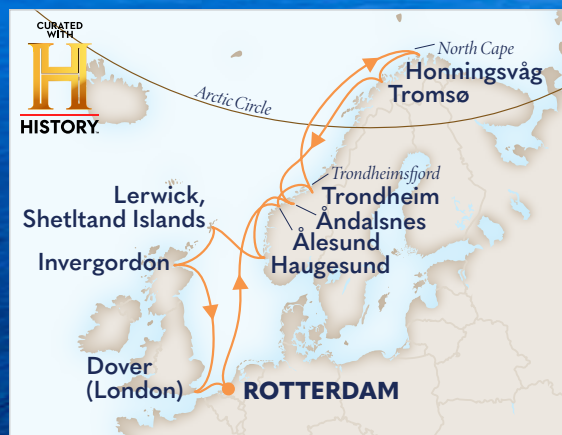 CURATED
WITH
H
HISTORY.
North Cape
Honningsvåg
Tromsø
Arctic Circle
Trondheimsfjord
Trondheim
Lerwick,
Shetltand Islands
Åndalsnes
Ålesund
Invergordon
Haugesund
Dover
(London)
ROTTERDAM